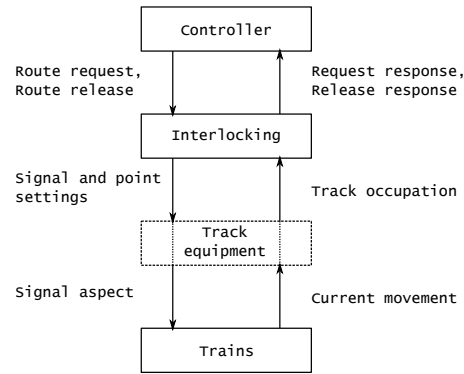 Controller
Route request,
Route release
Request response,
Release response
Interlocking
Signal and point
settings
Track occupation
Track
equipment
Signal aspect
Current movement
Trains